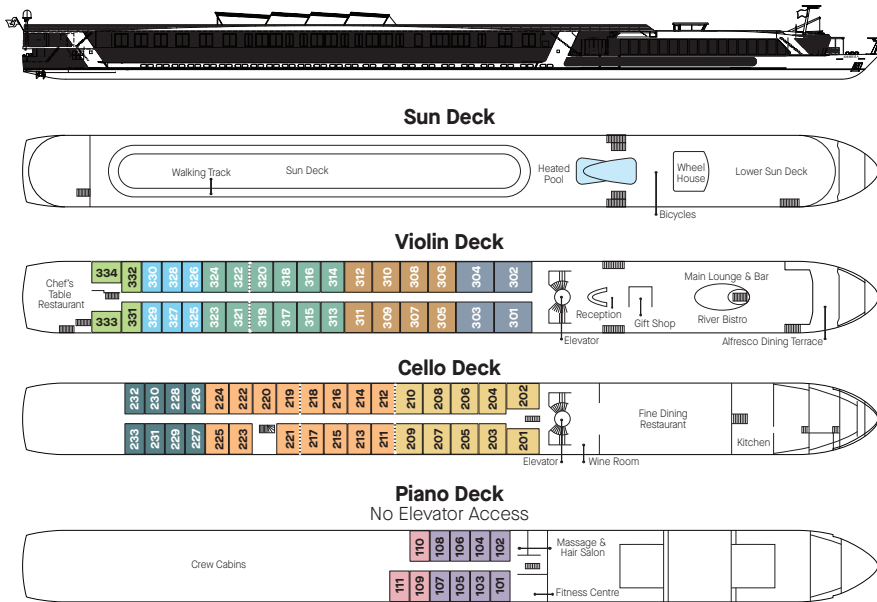 Sun Deck
Walking Track
Sun Deck
Heated
Pool
Wheel
House
Lower Sun Deck
Bicycles
Violin Deck
Chef's
Table
Restaurant
334 332 330 328 326 324 322 320 318 316 314 312 310 308 306 304 302
333 331 329 327 325 323 321 319 317 315 313 311 309 307 305 303 301
Main Lounge & Bar
Reception
Gift Shop
River Bistro
Elevator
Alfresco Dining Terrace
Cello Deck
232 230 228 226 224 222 220 219 218 216 214 212 210 208 206 204 202
233 231 229 227 225 223 221 217 215 213 211 209 207 205 203 201
Fine Dining
Restaurant
Kitchen
Elevator
Wine Room
Piano Deck
No Elevator Access
Crew Cabins
110 108 106 104 102
111 109 107 105 103 101
Massage &
Hair Salon
Fitness Centre